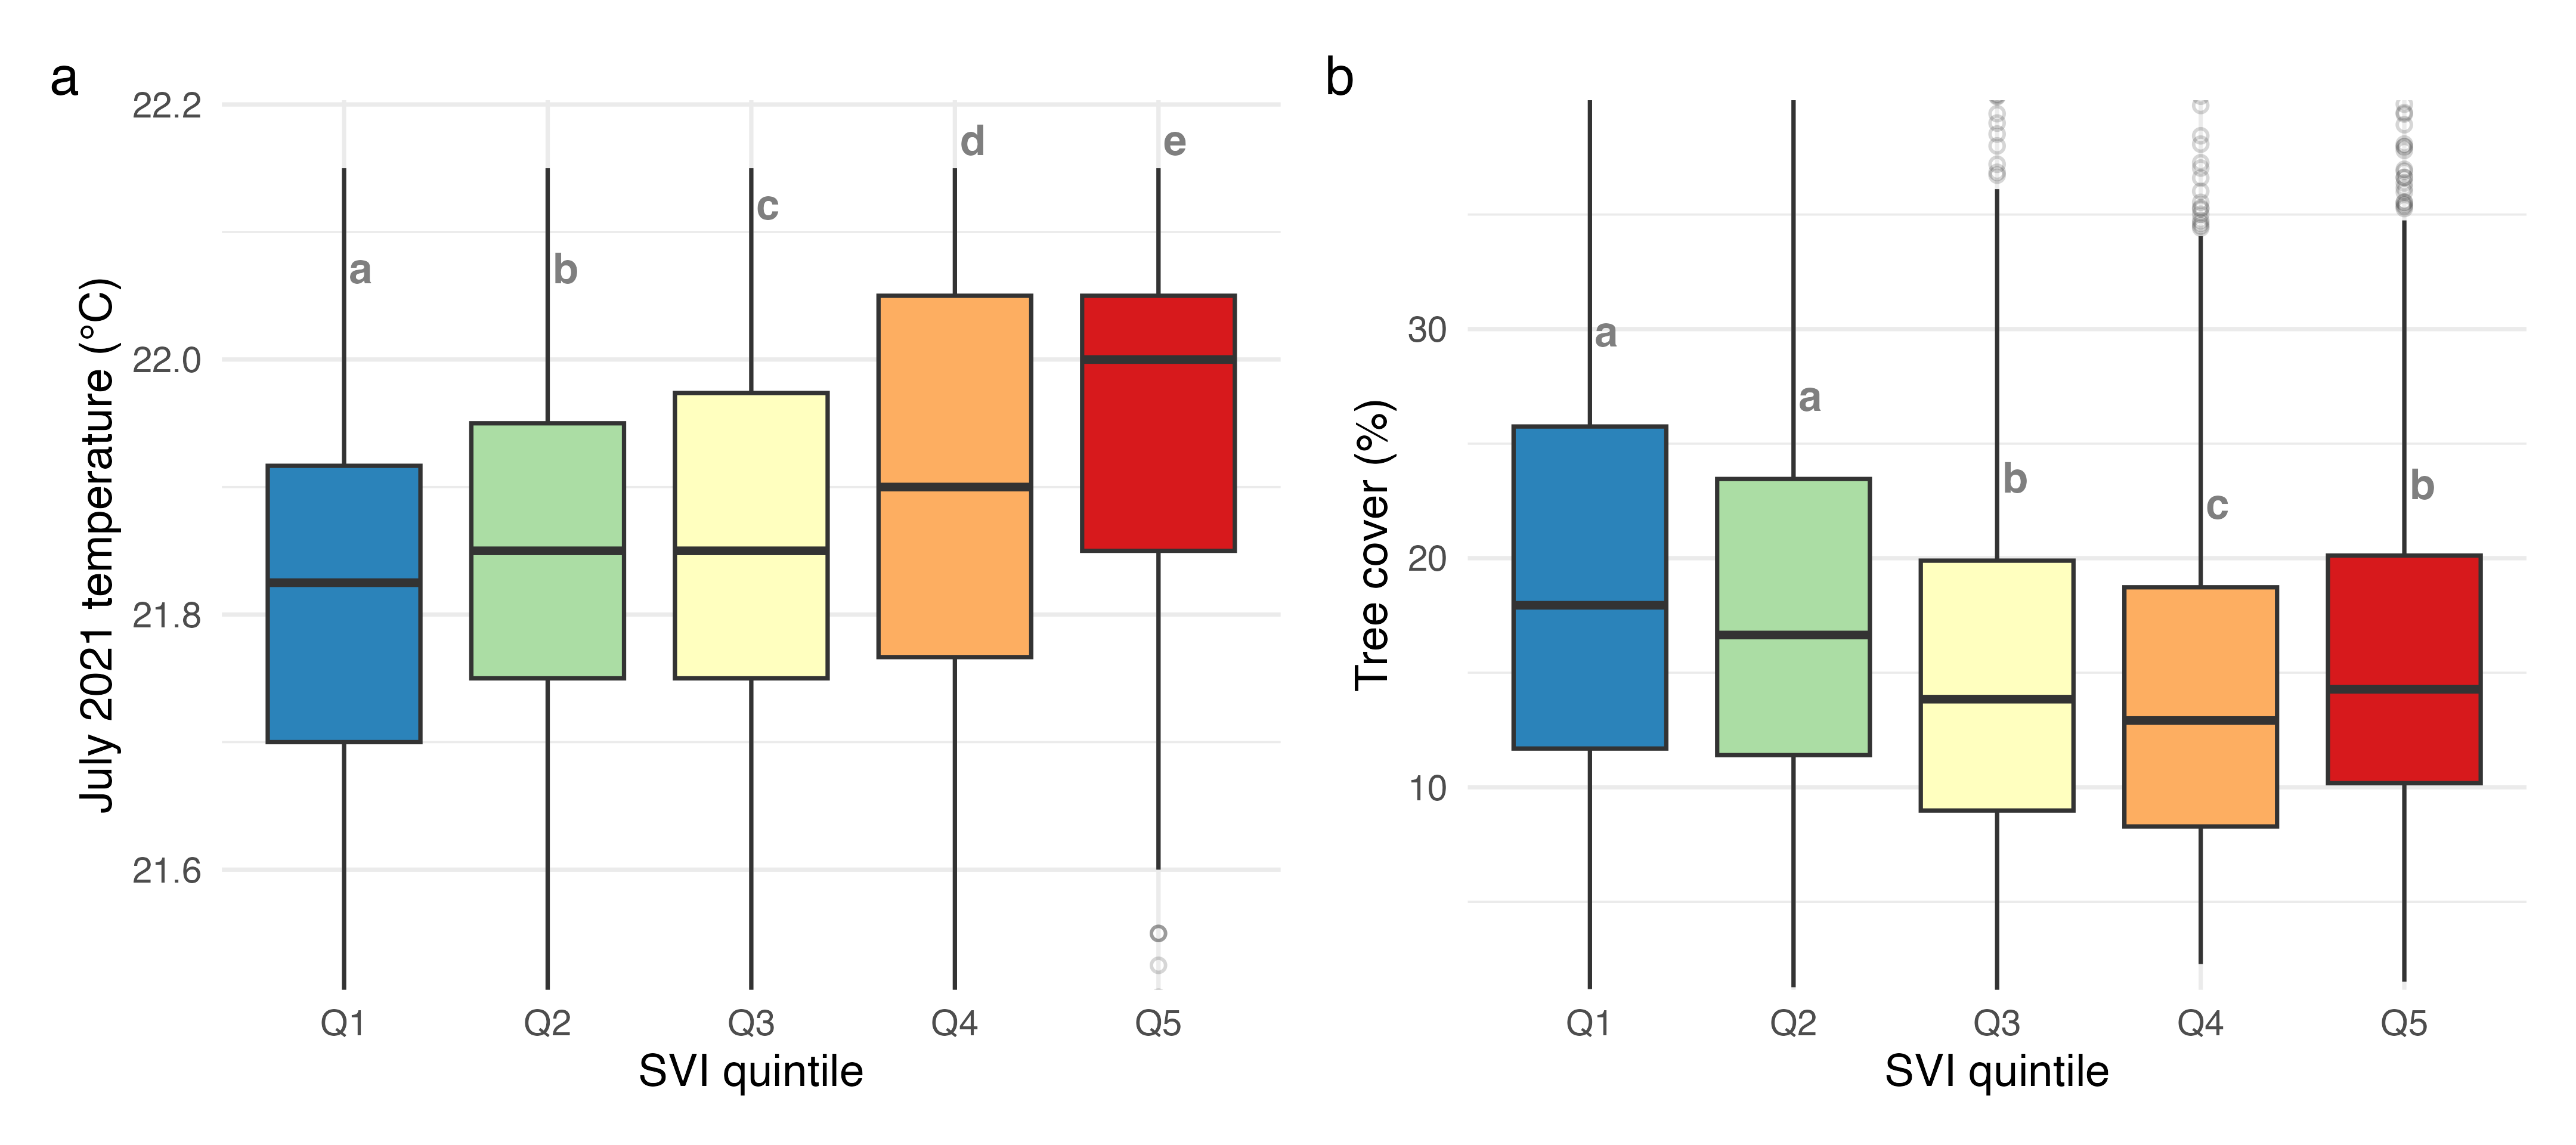 a
July 2021 temperature (°C)
22.2
22.0
21.8
21.6
a
b
c
d
e
Q1 Q2 Q3 Q4 Q5
SVI quintile
b
Tree cover (%)
30
20
10
a
a
b
c
b
Q1 Q2 Q3 Q4 Q5
SVI quintile